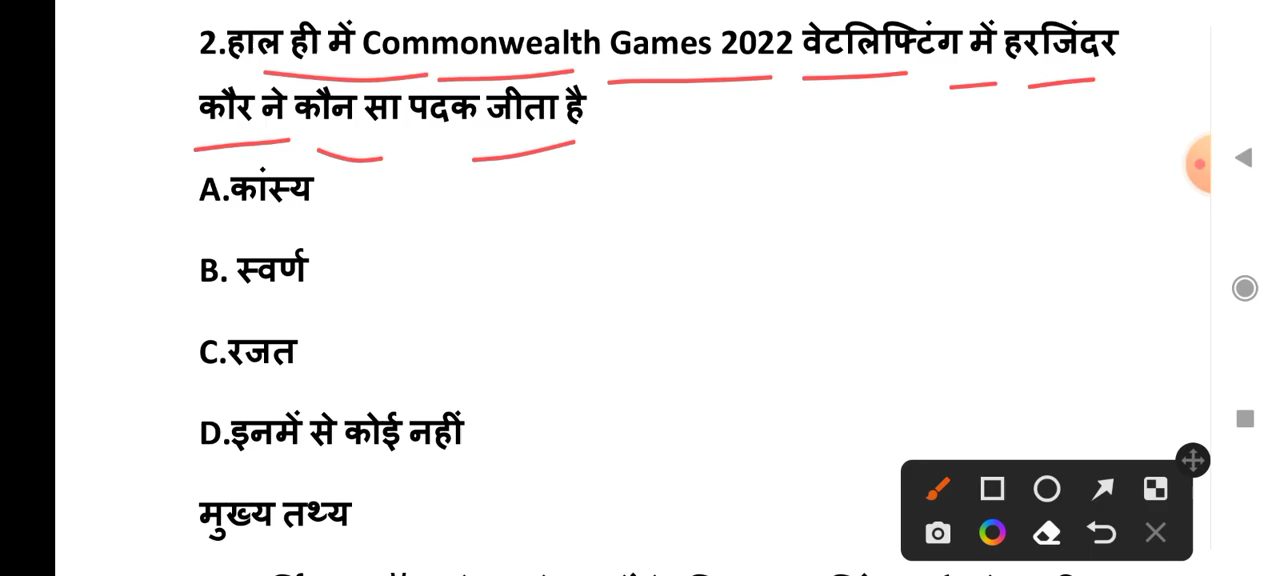 2.हाल ही में Commonwealth Games 2022 वेटलिफ्टिंग में हरजिंदर
कौर ने कौन सा पदक जीता है
A.कांस्य
B. स्वर्ण
C.रजत
D.इनमें से कोई नहीं
मुख्य तथ्य